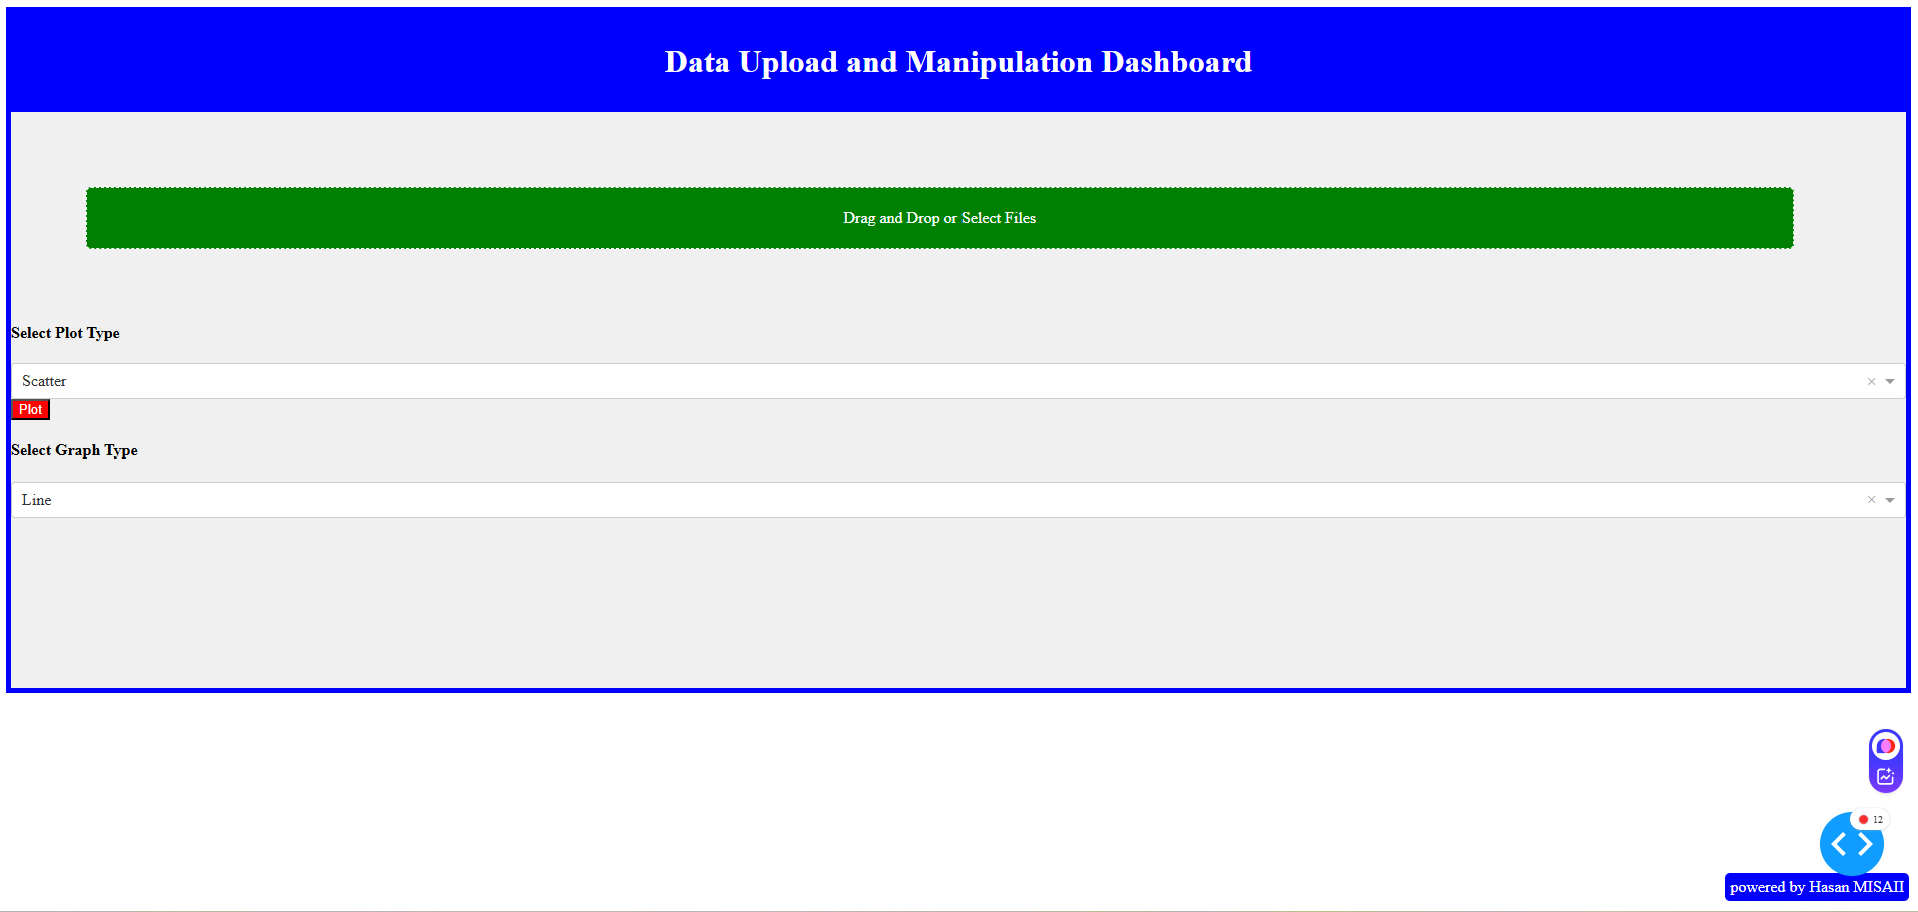 Data Upload and Manipulation Dashboard
Drag and Drop or Select Files
Select Plot Type
Scatter
Plot
Select Graph Type
Line
12
powered by Hasan MISAII